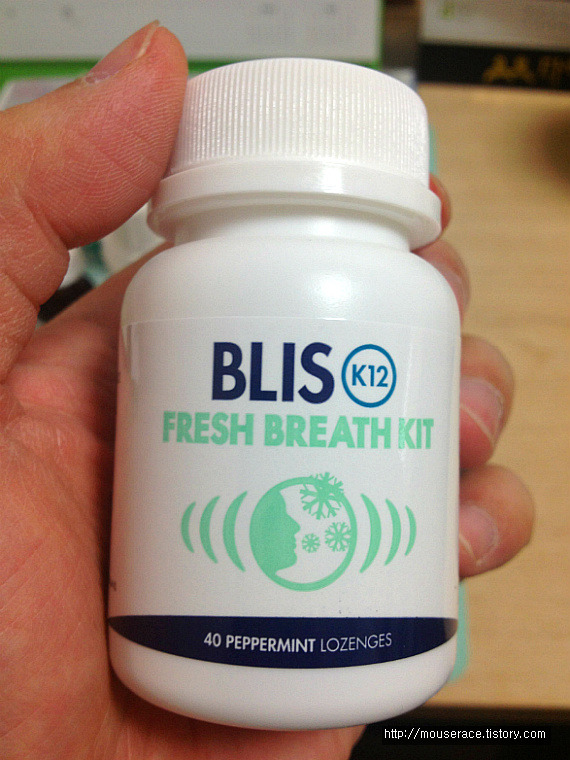 BLIS K12
FRESH BREATH KIT
40 PEPPERMINT LOZENGES
http://mouserace.tistory.com